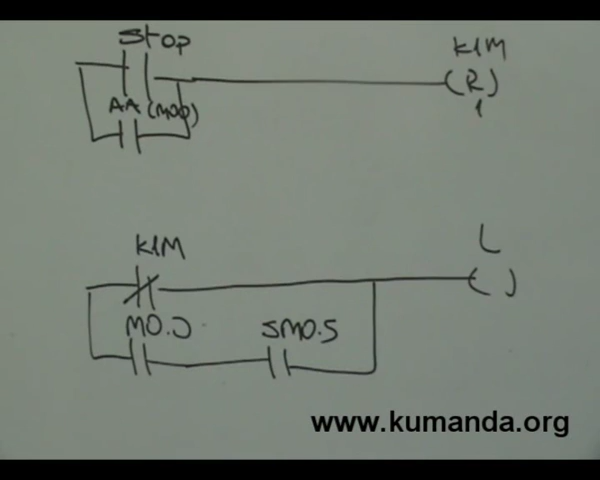 Stop
K1M
(R)
1
AA (M0.0)
K1M
L
( )
M0.0
SM0.5
www.kumanda.org